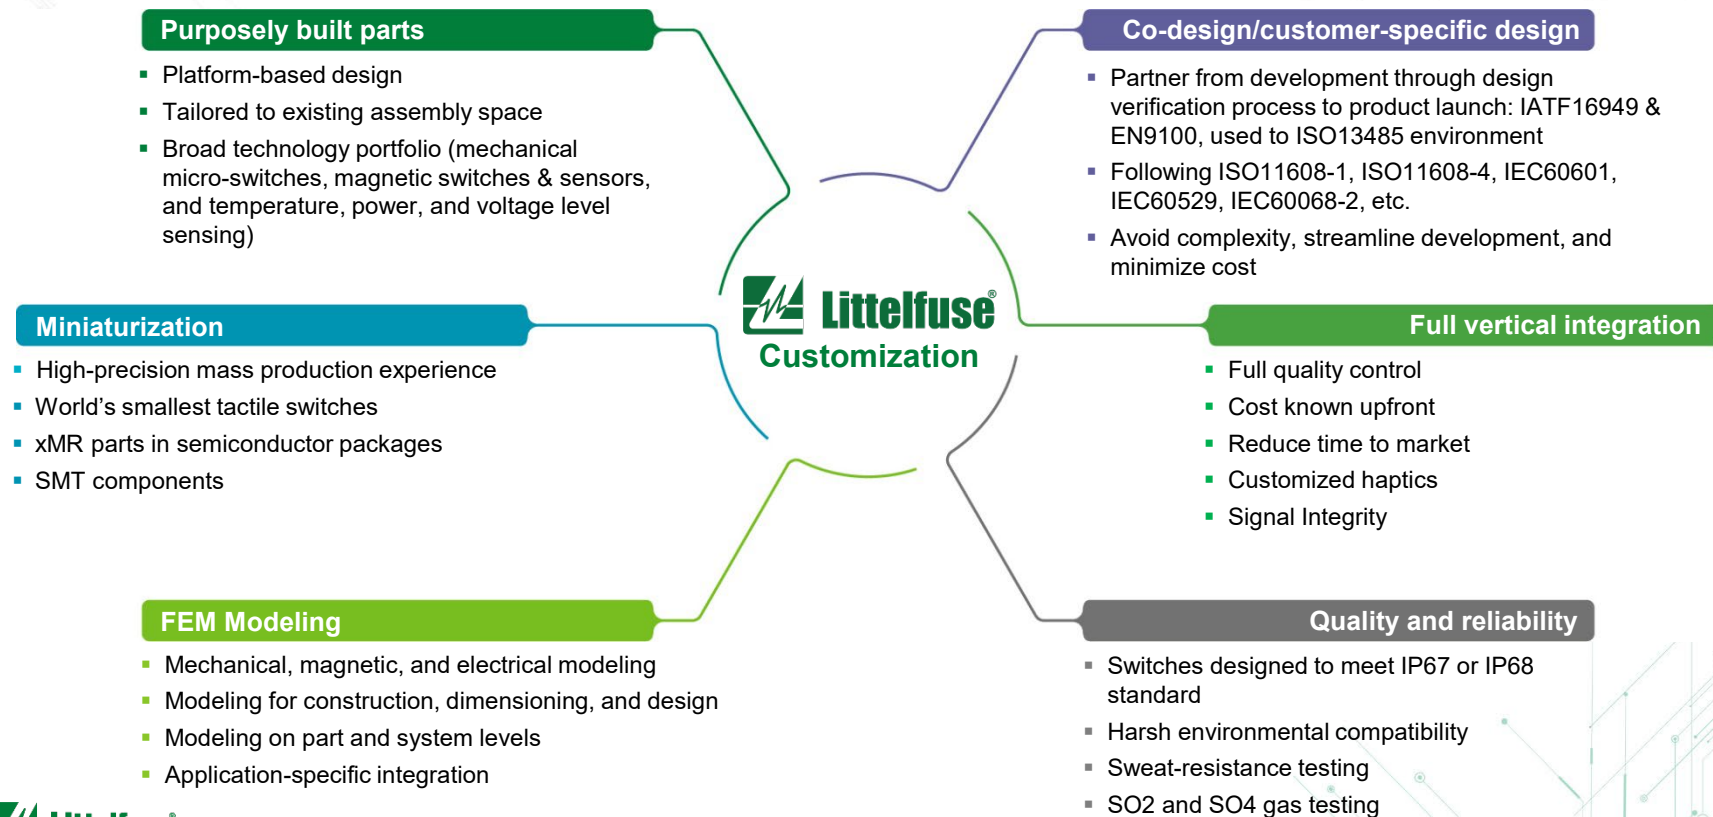 Purposely built parts
▪ Platform-based design
▪ Tailored to existing assembly space
▪ Broad technology portfolio (mechanical
micro-switches, magnetic switches & sensors,
and temperature, power, and voltage level
sensing)
Co-design/customer-specific design
▪ Partner from development through design
verification process to product launch: IATF16949 &
EN9100, used to ISO13485 environment
▪ Following ISO11608-1, ISO11608-4, IEC60601,
IEC60529, IEC60068-2, etc.
▪ Avoid complexity, streamline development, and
minimize cost
Littelfuse®
Customization
Miniaturization
▪ High-precision mass production experience
▪ World’s smallest tactile switches
▪ xMR parts in semiconductor packages
▪ SMT components
Full vertical integration
▪ Full quality control
▪ Cost known upfront
▪ Reduce time to market
▪ Customized haptics
▪ Signal Integrity
FEM Modeling
▪ Mechanical, magnetic, and electrical modeling
▪ Modeling for construction, dimensioning, and design
▪ Modeling on part and system levels
▪ Application-specific integration
Quality and reliability
▪ Switches designed to meet IP67 or IP68
standard
▪ Harsh environmental compatibility
▪ Sweat-resistance testing
▪ SO2 and SO4 gas testing